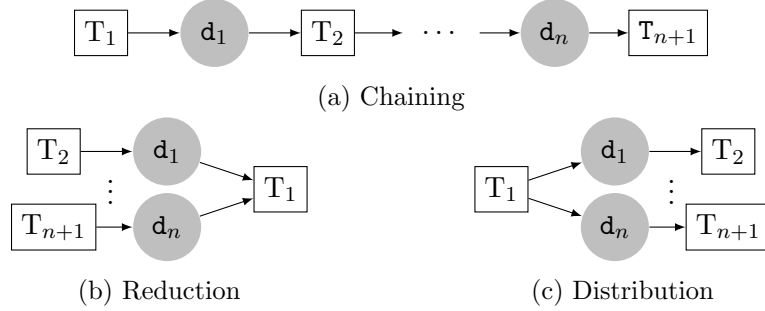 T₁ d₁ T₂ ··· dₙ Tₙ₊₁
(a) Chaining
T₂ d₁
⋮ T₁
Tₙ₊₁ dₙ
(b) Reduction
d₁ T₂
T₁ ⋮
dₙ Tₙ₊₁
(c) Distribution